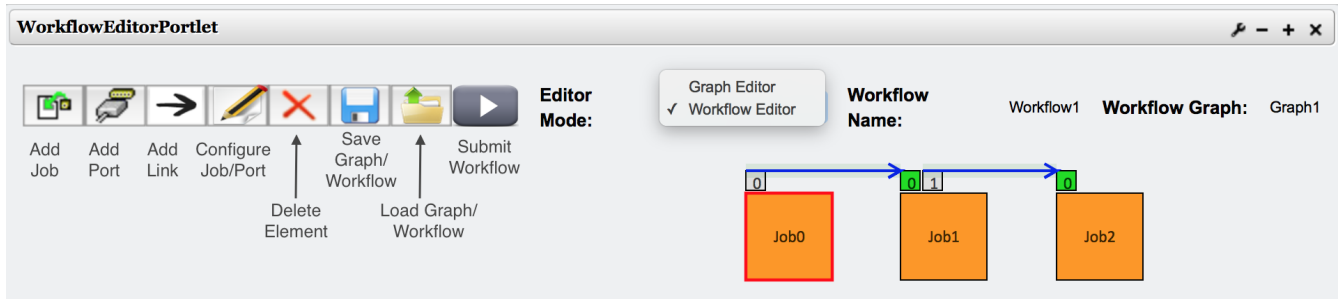 WorkflowEditorPortlet
Editor
Mode:
Graph Editor
✓ Workflow Editor
Workflow
Name:
Workflow1
Workflow Graph:
Graph1
Add
Job
Add
Port
Add
Link
Configure
Job/Port
Save
Graph/
Workflow
Submit
Workflow
Delete
Element
Load Graph/
Workflow
0
0
1
0
Job0
Job1
Job2